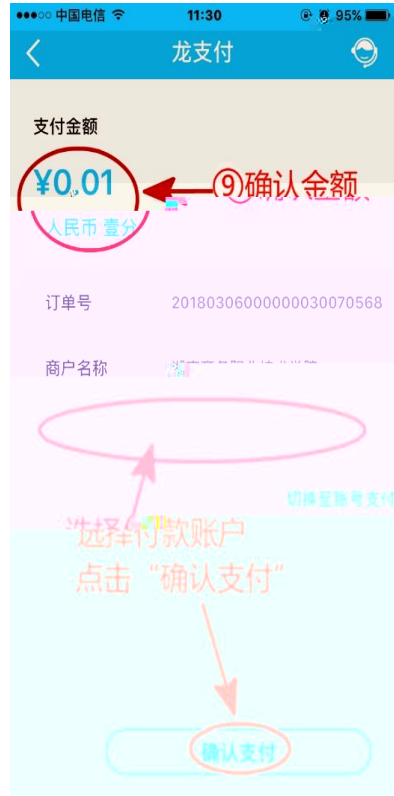 中国电信 11:30 95%
龙支付
支付金额
¥0.01 ⑨确认金额
人民币 壹分
订单号 20180306000000030070568
商户名称
切换至账号支付
选择付款账户
点击“确认支付”
确认支付